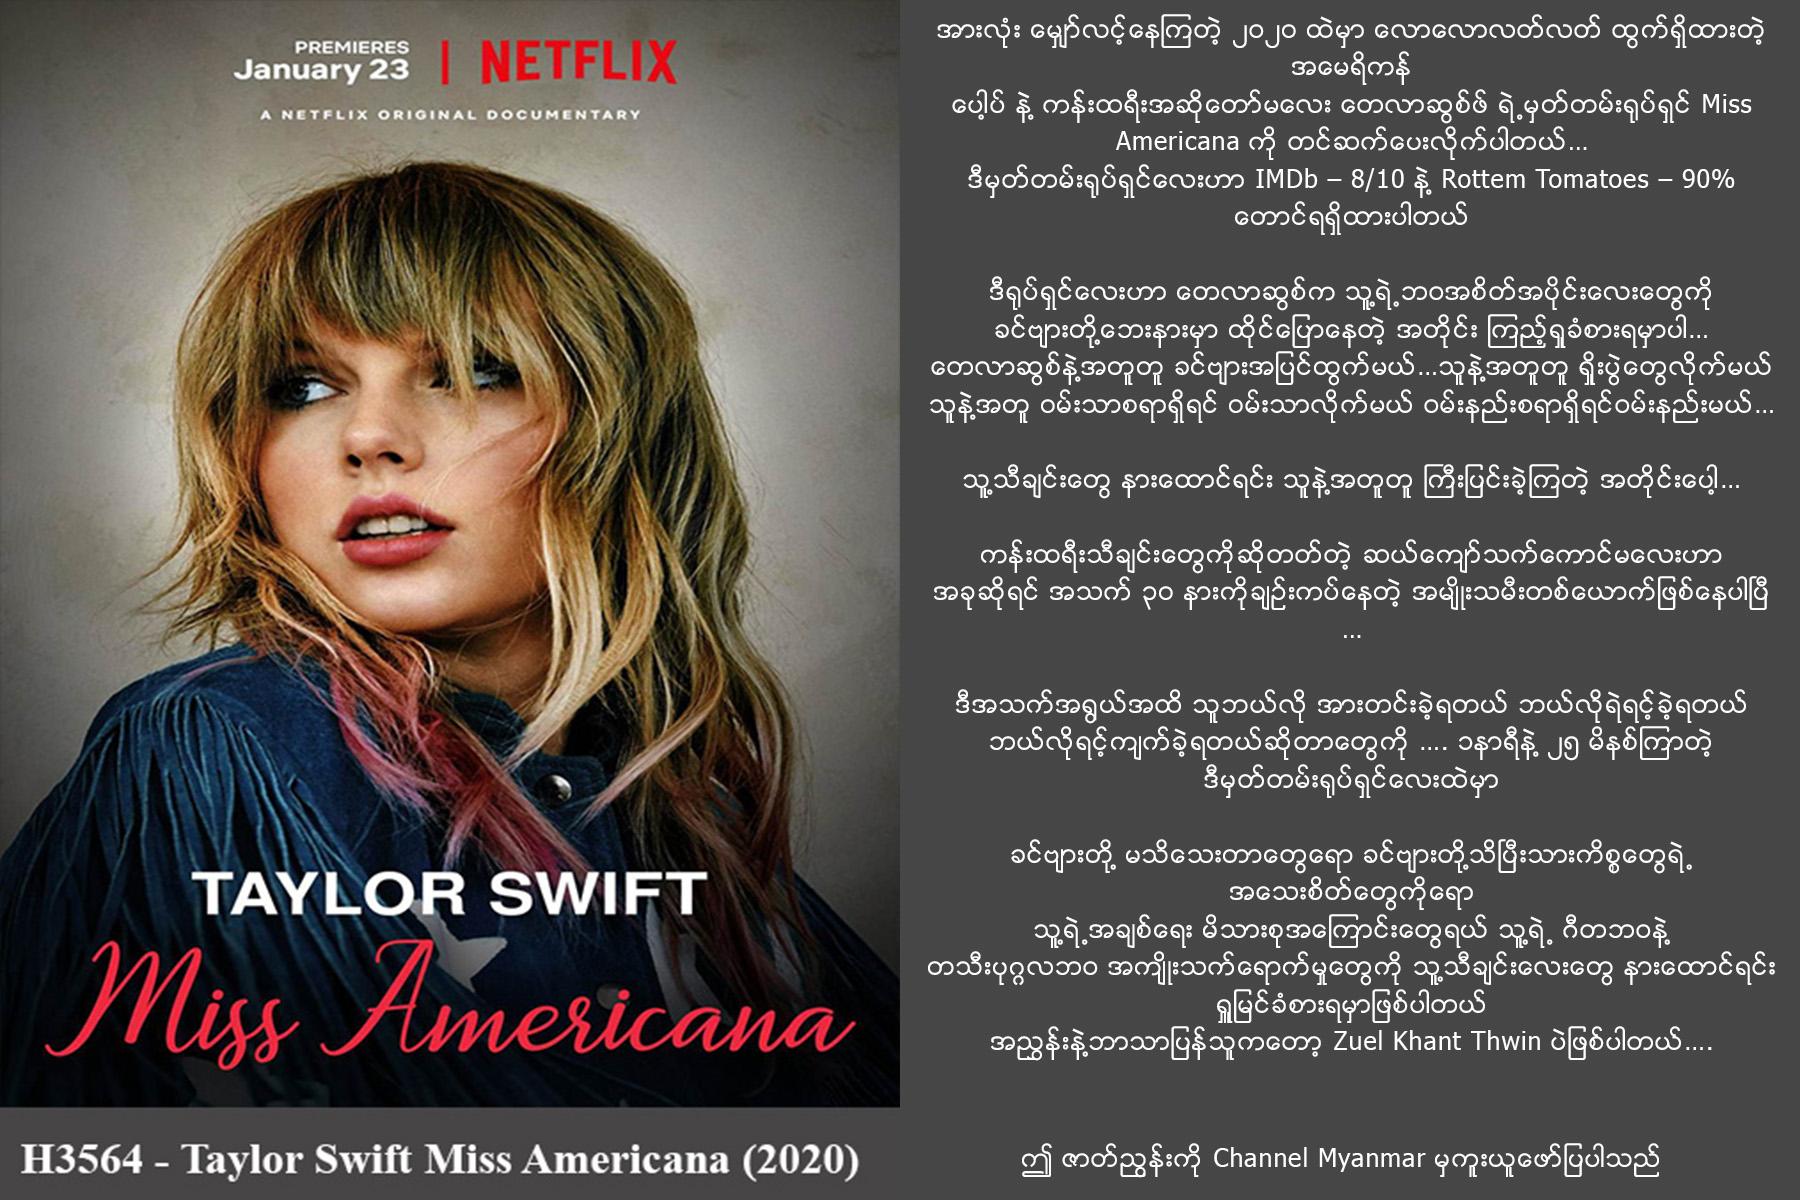 PREMIERES
January 23 | NETFLIX
A NETFLIX ORIGINAL DOCUMENTARY
TAYLOR SWIFT
Miss Americana
H3564 - Taylor Swift Miss Americana (2020)
အားလုံး မျှော်လင့်နေကြတဲ့ ၂၀၂၀ ထဲမှာ လောလောလတ်လတ် ထွက်ရှိထားတဲ့
အမေရိကန်
ပေါ့ပ် နဲ့ ကန်းထရီးအဆိုတော်မလေး တေလာဆွစ်ဖ် ရဲ့မှတ်တမ်းရုပ်ရှင် Miss
Americana ကို တင်ဆက်ပေးလိုက်ပါတယ်…
ဒီမှတ်တမ်းရုပ်ရှင်လေးဟာ IMDb – 8/10 နဲ့ Rottem Tomatoes – 90%
တောင်ရရှိထားပါတယ်
ဒီရုပ်ရှင်လေးဟာ တေလာဆွစ်က သူ့ရဲ့ဘဝအစိတ်အပိုင်းလေးတွေကို
ခင်ဗျားတို့ဘေးနားမှာ ထိုင်ပြောနေတဲ့ အတိုင်း ကြည့်ရှုခံစားရမှာပါ…
တေလာဆွစ်နဲ့အတူတူ ခင်ဗျားအပြင်ထွက်မယ်…သူနဲ့အတူတူ ရှိုးပွဲတွေလိုက်မယ်
သူနဲ့အတူ ဝမ်းသာစရာရှိရင် ဝမ်းသာလိုက်မယ် ဝမ်းနည်းစရာရှိရင်ဝမ်းနည်းမယ်…
သူ့သီချင်းတွေ နားထောင်ရင်း သူနဲ့အတူတူ ကြီးပြင်းခဲ့ကြတဲ့ အတိုင်းပေါ့…
ကန်းထရီးသီချင်းတွေကိုဆိုတတ်တဲ့ ဆယ်ကျော်သက်ကောင်မလေးဟာ
အခုဆိုရင် အသက် ၃၀ နားကိုချဉ်းကပ်နေတဲ့ အမျိုးသမီးတစ်ယောက်ဖြစ်နေပါပြီ
…
ဒီအသက်အရွယ်အထိ သူဘယ်လို အားတင်းခဲ့ရတယ် ဘယ်လိုရဲရင့်ခဲ့ရတယ်
ဘယ်လိုရင့်ကျက်ခဲ့ရတယ်ဆိုတာတွေကို …. ၁နာရီနဲ့ ၂၅ မိနစ်ကြာတဲ့
ဒီမှတ်တမ်းရုပ်ရှင်လေးထဲမှာ
ခင်ဗျားတို့ မသိသေးတာတွေရော ခင်ဗျားတို့သိပြီးသားကိစ္စတွေရဲ့
အသေးစိတ်တွေကိုရော
သူ့ရဲ့အချစ်ရေး မိသားစုအကြောင်းတွေရယ် သူ့ရဲ့ ဂီတဘဝနဲ့
တသီးပုဂ္ဂလဘဝ အကျိုးသက်ရောက်မှုတွေကို သူ့သီချင်းလေးတွေ နားထောင်ရင်း
ရှုမြင်ခံစားရမှာဖြစ်ပါတယ်
အညွှန်းနဲ့ဘာသာပြန်သူကတော့ Zuel Khant Thwin ပဲဖြစ်ပါတယ်….
ဤ ဇာတ်ညွှန်းကို Channel Myanmar မှကူးယူဖော်ပြပါသည်